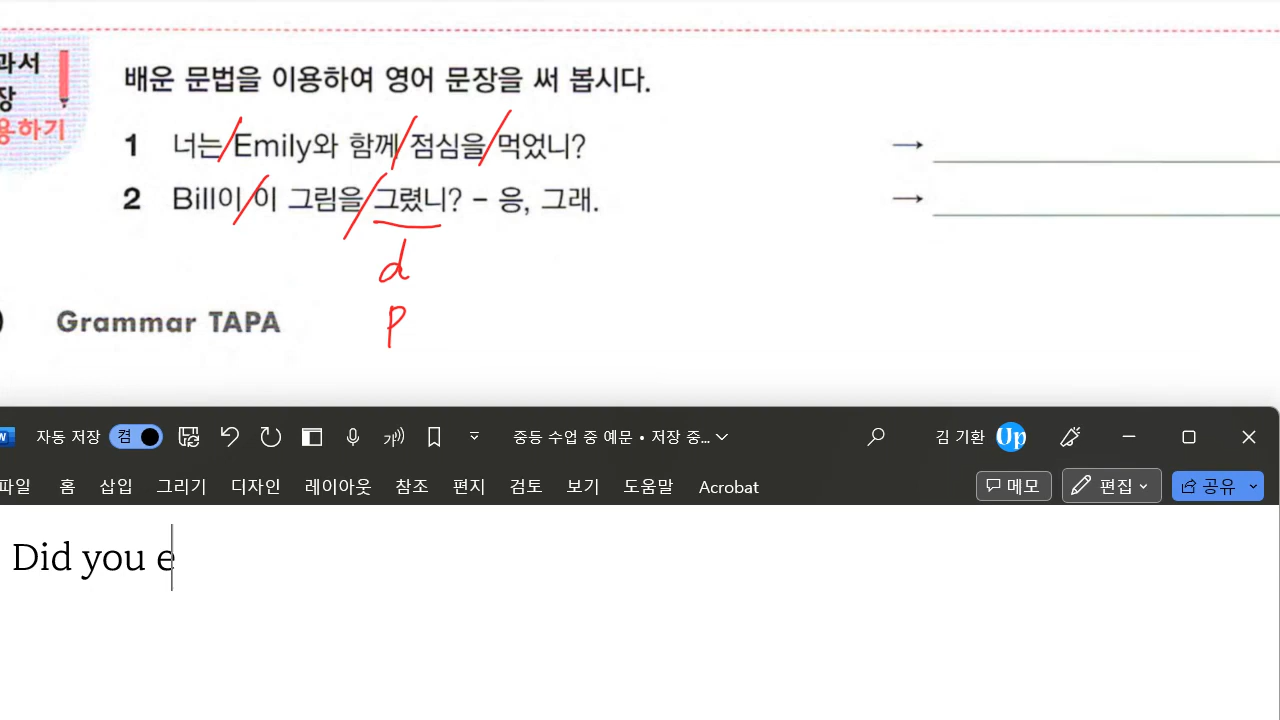 과서
장
용하기
배운 문법을 이용하여 영어 문장을 써 봅시다.
1 너는 Emily와 함께 점심을 먹었니? →
2 Bill이 이 그림을 그렸니? – 응, 그래. →
d
p
Grammar TAPA
자동 저장 켬 가 중등 수업 중 예문 • 저장 중... 김 기환 Up
파일 홈 삽입 그리기 디자인 레이아웃 참조 편지 검토 보기 도움말 Acrobat 메모 편집 공유
Did you e